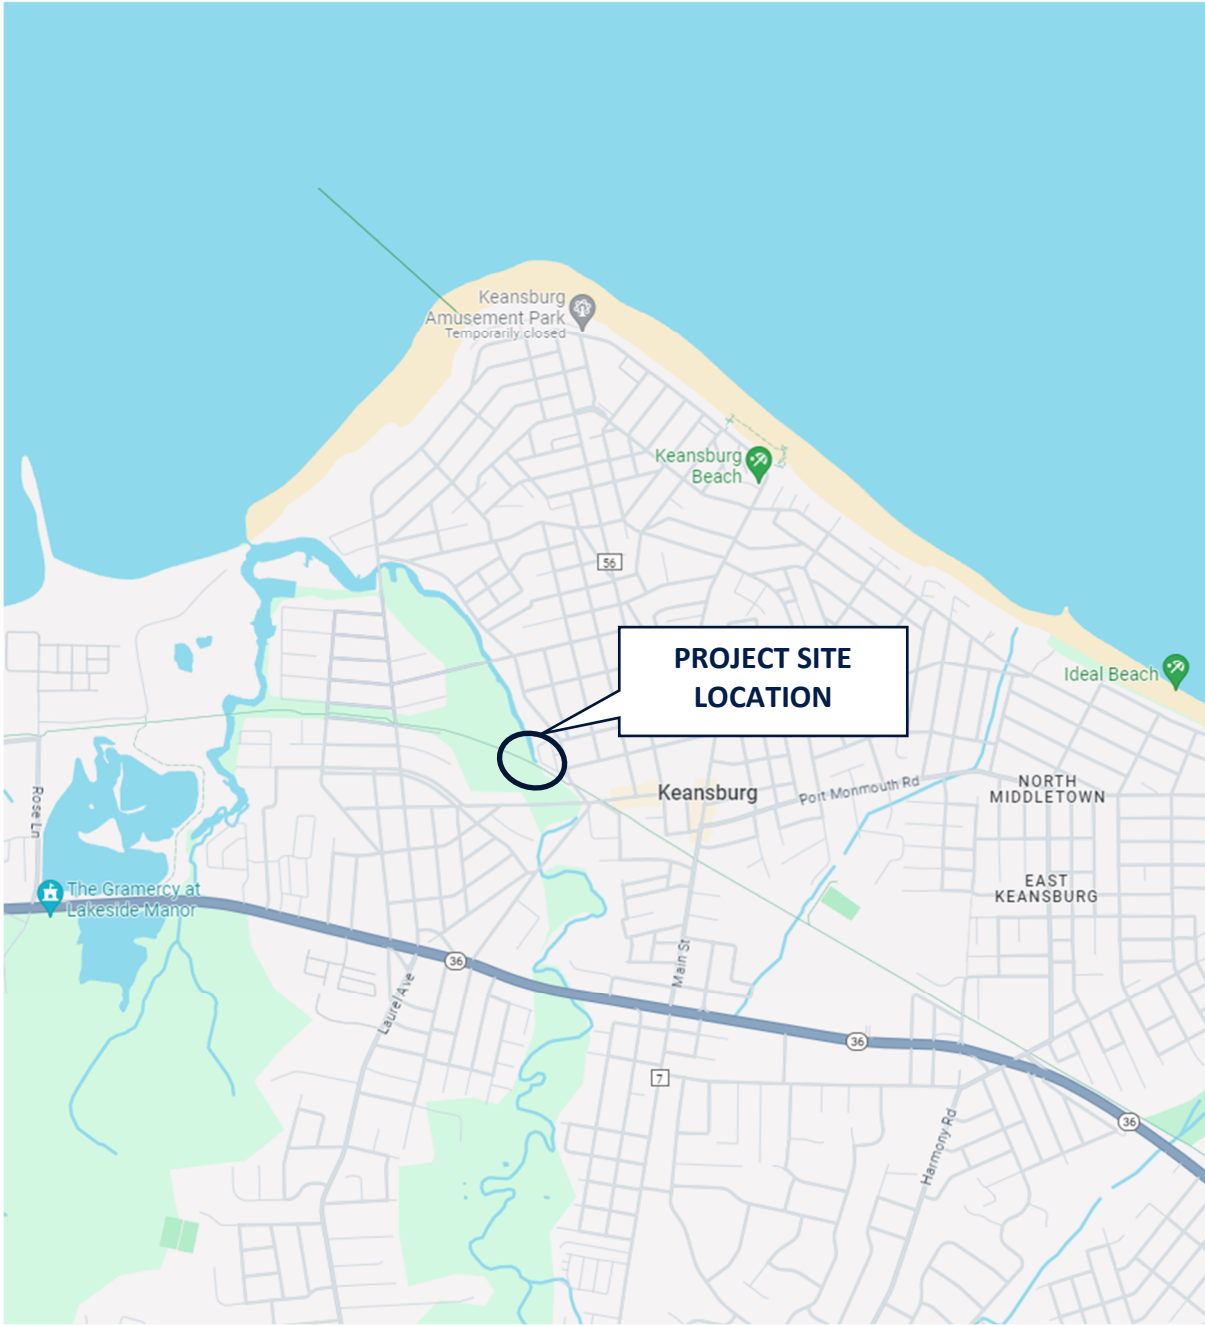 Keansburg
Amusement Park
Temporarily closed
Keansburg
Beach
56
PROJECT SITE
LOCATION
Ideal Beach
Rose Ln
Keansburg
Port Monmouth Rd
NORTH
MIDDLETOWN
The Gramercy at
Lakeside Manor
EAST
KEANSBURG
36
Laurel Ave
Main St
36
7
36
Harmony Rd